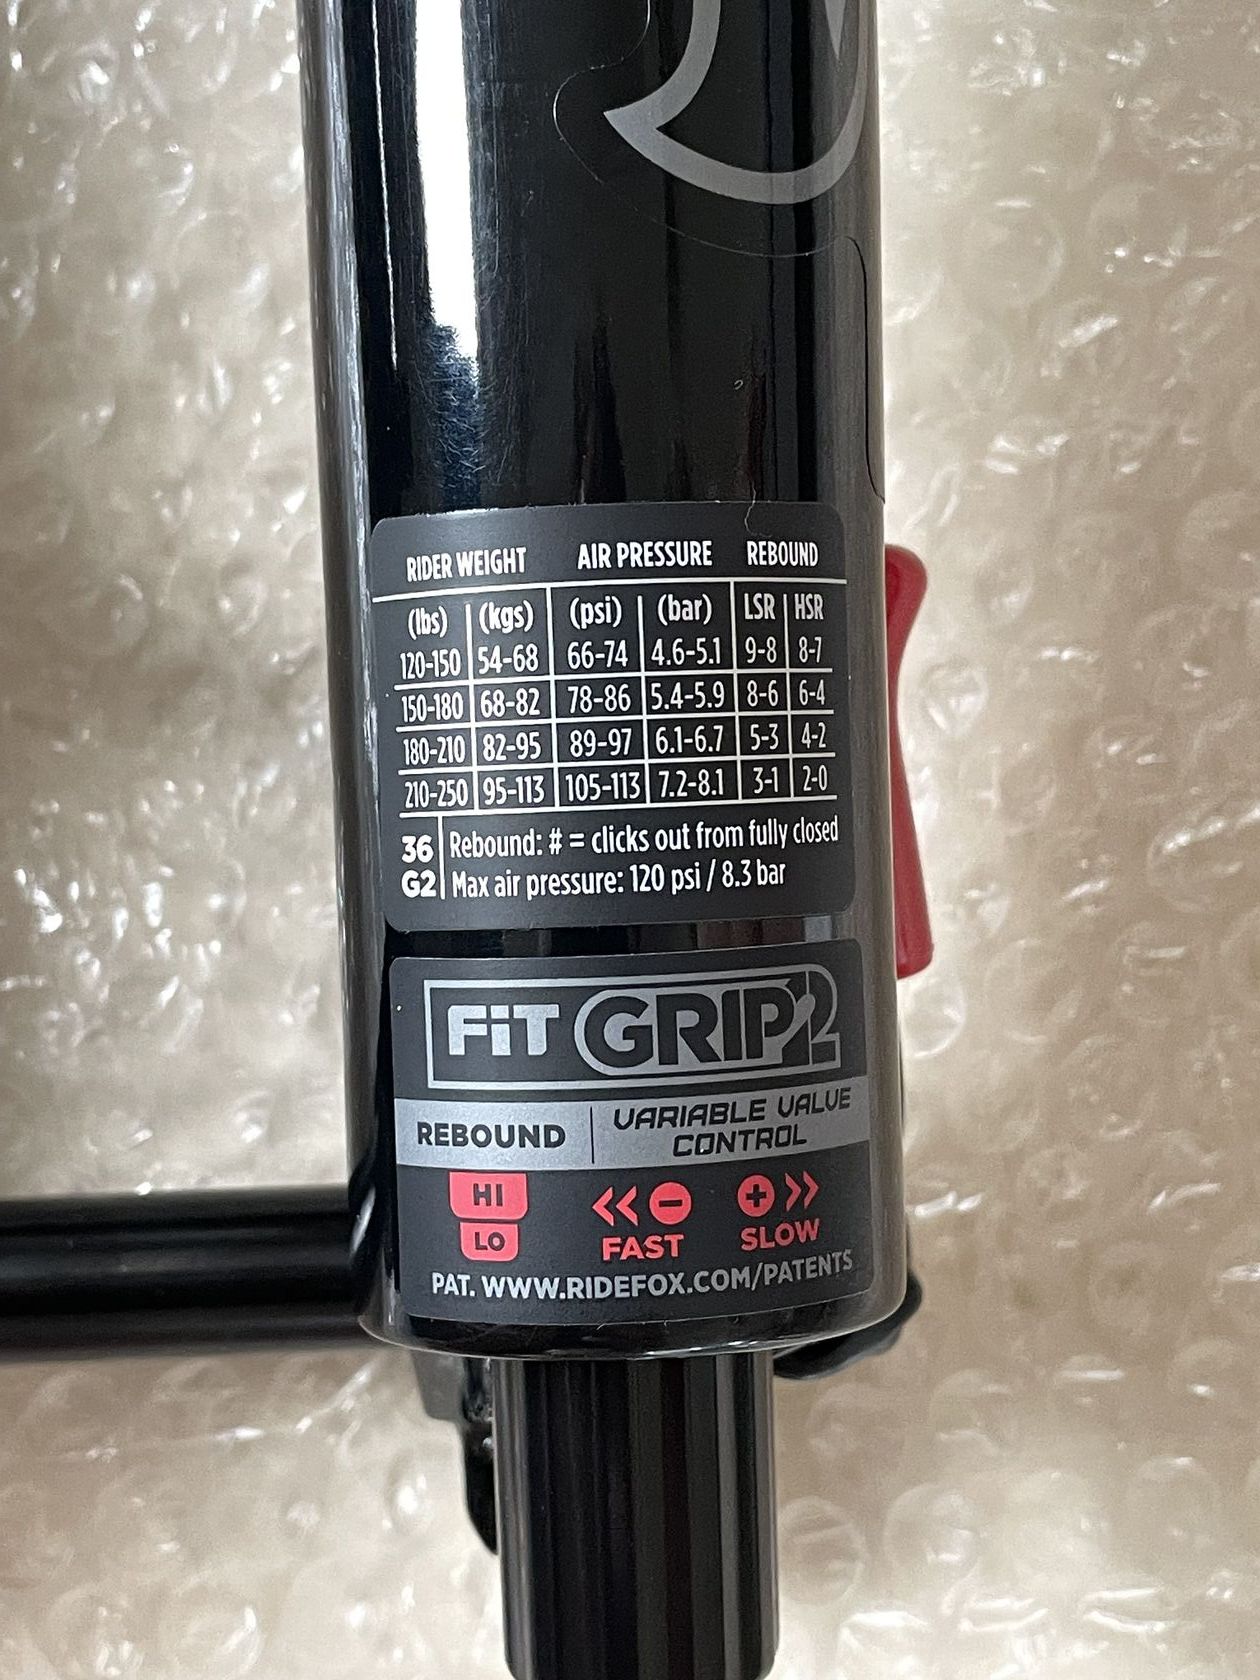 RIDER WEIGHT AIR PRESSURE REBOUND
(lbs) (kgs) (psi) (bar) LSR HSR
120-150 54-68 66-74 4.6-5.1 9-8 8-7
150-180 68-82 78-86 5.4-5.9 8-6 6-4
180-210 82-95 89-97 6.1-6.7 5-3 4-2
210-250 95-113 105-113 7.2-8.1 3-1 2-0
36 Rebound: # = clicks out from fully closed
G2 Max air pressure: 120 psi / 8.3 bar
FiT GRIP2
REBOUND VARIABLE VALVE
CONTROL
HI « - + »
LO FAST SLOW
PAT. WWW.RIDEFOX.COM/PATENTS